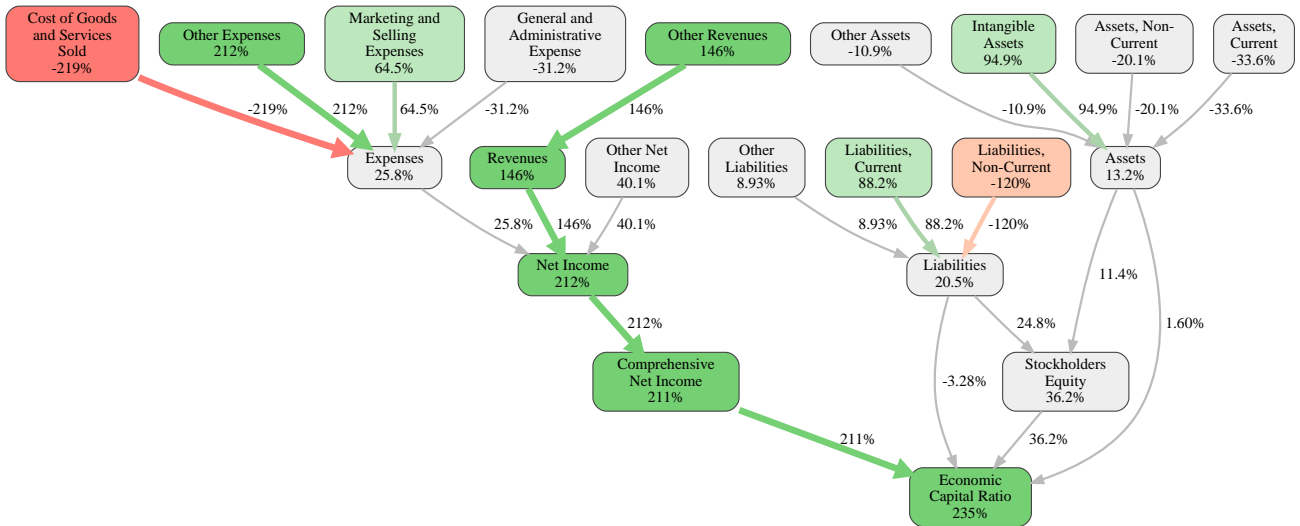 Cost of Goods
and Services
Sold
-219%
Other Expenses
212%
Marketing and
Selling
Expenses
64.5%
General and
Administrative
Expense
-31.2%
Other Revenues
146%
Other Assets
-10.9%
Intangible
Assets
94.9%
Assets, Non-
Current
-20.1%
Assets,
Current
-33.6%
-219%
212%
64.5%
-31.2%
146%
-10.9%
94.9%
-20.1%
-33.6%
Expenses
25.8%
Revenues
146%
Other Net
Income
40.1%
Other
Liabilities
8.93%
Liabilities,
Current
88.2%
Liabilities,
Non-Current
-120%
Assets
13.2%
25.8%
146%
40.1%
8.93%
88.2%
-120%
Net Income
212%
Liabilities
20.5%
11.4%
212%
24.8%
1.60%
Comprehensive
Net Income
211%
-3.28%
Stockholders
Equity
36.2%
211%
36.2%
Economic
Capital Ratio
235%